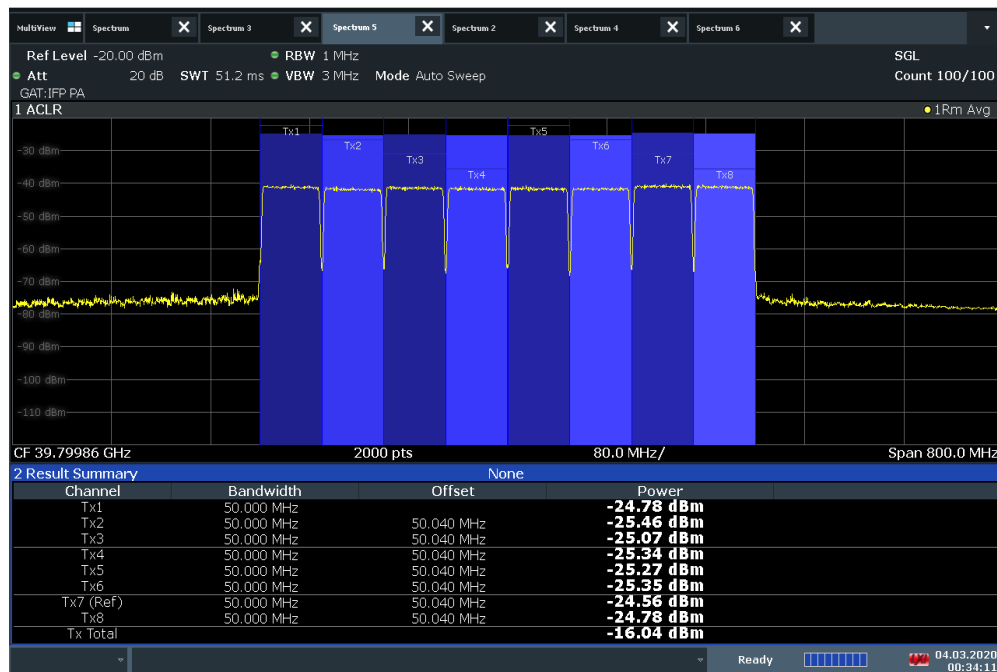 MultiView Spectrum Spectrum 3 Spectrum 5 Spectrum 2 Spectrum 4 Spectrum 6
Ref Level -20.00 dBm RBW 1 MHz SGL
Att 20 dB SWT 51.2 ms VBW 3 MHz Mode Auto Sweep Count 100/100
GAT:IFP PA
1 ACLR 1Rm Avg
Tx1 Tx5
Tx2 Tx6
-30 dBm
Tx3 Tx7
Tx4 Tx8
-40 dBm
-50 dBm
-60 dBm
-70 dBm
-80 dBm
-90 dBm
-100 dBm
-110 dBm
CF 39.79986 GHz 2000 pts 80.0 MHz/ Span 800.0 MHz
2 Result Summary None
Channel Bandwidth Offset Power
Tx1 50.000 MHz -24.78 dBm
Tx2 50.000 MHz 50.040 MHz -25.46 dBm
Tx3 50.000 MHz 50.040 MHz -25.07 dBm
Tx4 50.000 MHz 50.040 MHz -25.34 dBm
Tx5 50.000 MHz 50.040 MHz -25.27 dBm
Tx6 50.000 MHz 50.040 MHz -25.35 dBm
Tx7 (Ref) 50.000 MHz 50.040 MHz -24.56 dBm
Tx8 50.000 MHz 50.040 MHz -24.78 dBm
Tx Total -16.04 dBm
Ready 04.03.2020
00:34:11